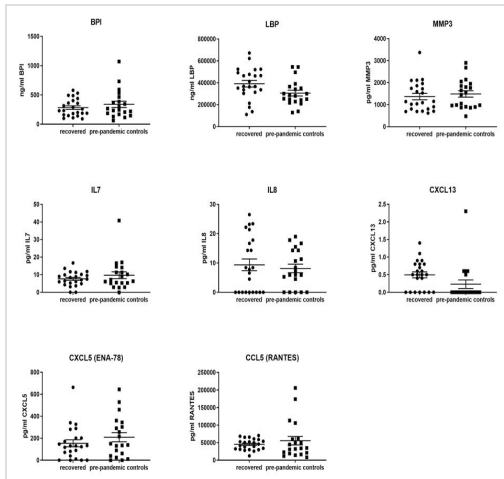 BPI
ng/ml BPI
1500
1000
500
0
recovered pre-pandemic controls
LBP
ng/ml LBP
800000
600000
400000
200000
0
recovered pre-pandemic controls
MMP3
pg/ml MMP3
4000
3000
2000
1000
0
recovered pre-pandemic controls
IL7
pg/ml IL7
50
40
30
20
10
0
recovered pre-pandemic controls
IL8
pg/ml IL8
30
20
10
0
recovered pre-pandemic controls
CXCL13
pg/ml CXCL13
2.5
2.0
1.5
1.0
0.5
0.0
recovered pre-pandemic controls
CXCL5 (ENA-78)
pg/ml CXCL5
800
600
400
200
0
recovered pre-pandemic controls
CCL5 (RANTES)
pg/ml RANTES
250000
200000
150000
100000
50000
0
recovered pre-pandemic controls